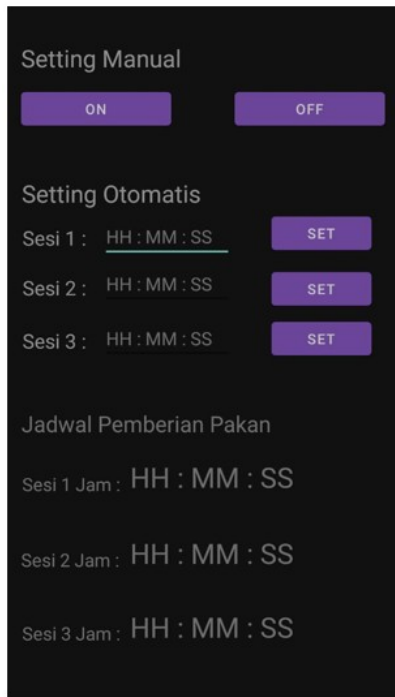 Setting Manual
ON OFF
Setting Otomatis
Sesi 1 : HH : MM : SS SET
Sesi 2 : HH : MM : SS SET
Sesi 3 : HH : MM : SS SET
Jadwal Pemberian Pakan
Sesi 1 Jam : HH : MM : SS
Sesi 2 Jam : HH : MM : SS
Sesi 3 Jam : HH : MM : SS